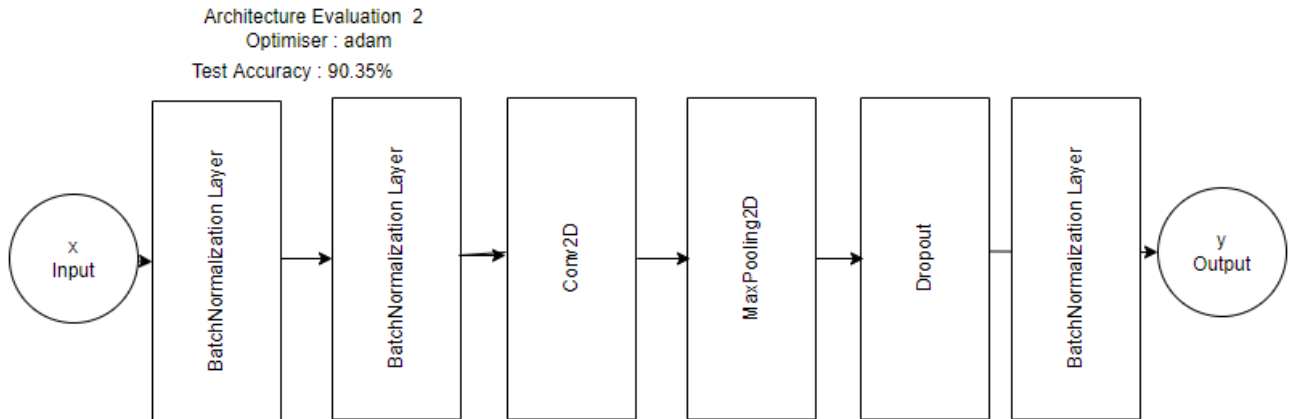 Architecture Evaluation 2
Optimiser : adam
Test Accuracy : 90.35%
x
Input
BatchNormalization Layer
BatchNormalization Layer
Conv2D
MaxPooling2D
Dropout
BatchNormalization Layer
y
Output